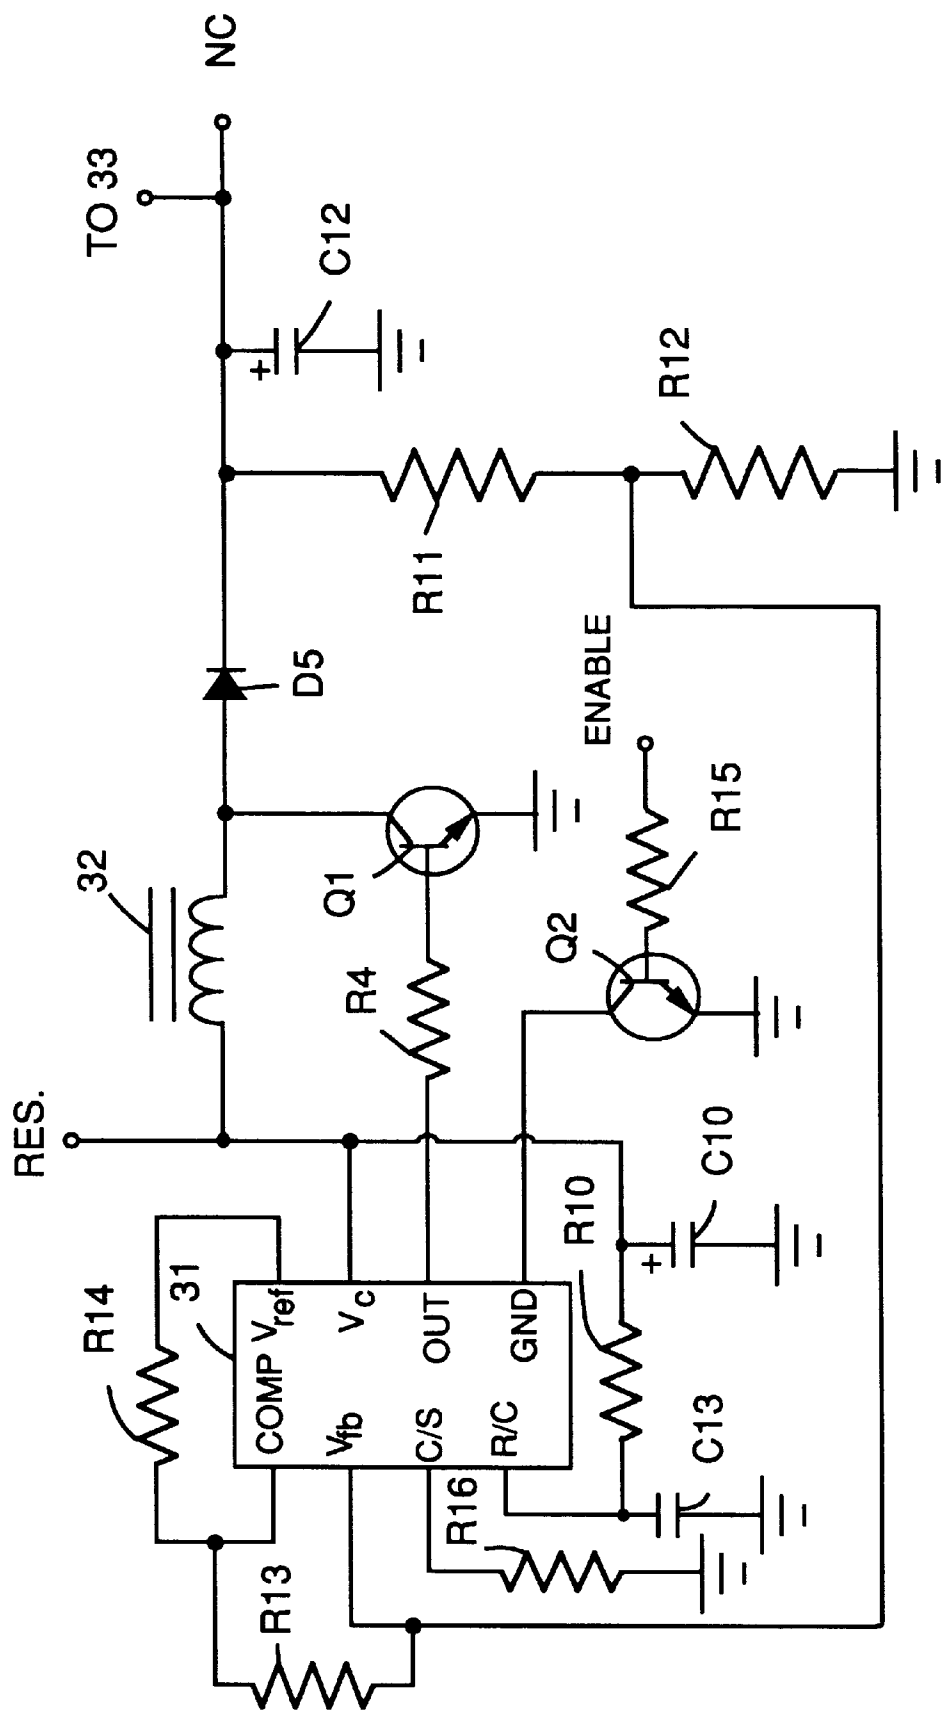 RES.
32
TO 33
NC
D5
C12
+
R14
31
COMP
Vref
Vfb
Vc
C/S
OUT
R/C
GND
R13
R16
R4
Q1
R11
R12
Q2
ENABLE
R15
R10
+
C10
C13